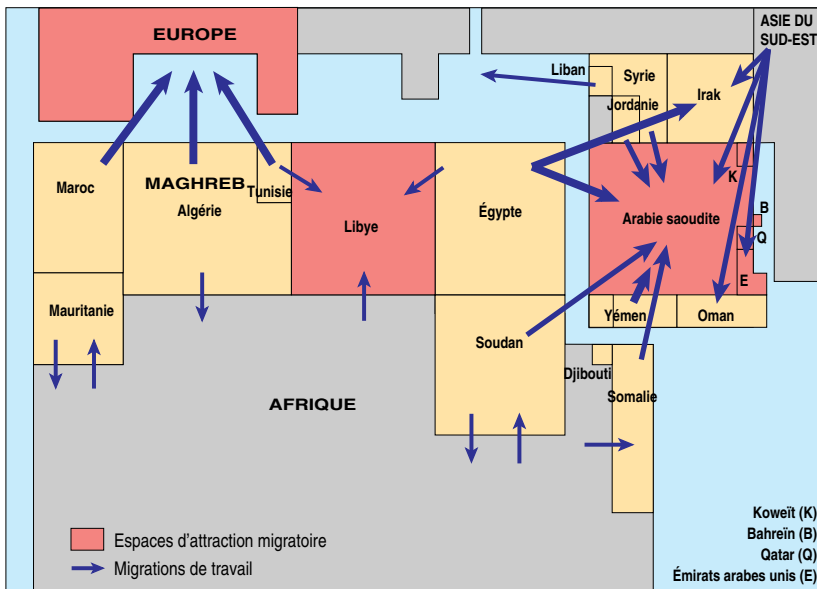 EUROPE
ASIE DU
SUD-EST
Liban
Syrie
Jordanie
Irak
Maroc
MAGHREB
Tunisie
Algérie
Libye
Égypte
Arabie saoudite
K
B
Q
E
Mauritanie
Soudan
Yémen
Oman
Djibouti
Somalie
AFRIQUE
Espaces d'attraction migratoire
Migrations de travail
Koweït (K)
Bahreïn (B)
Qatar (Q)
Émirats arabes unis (E)